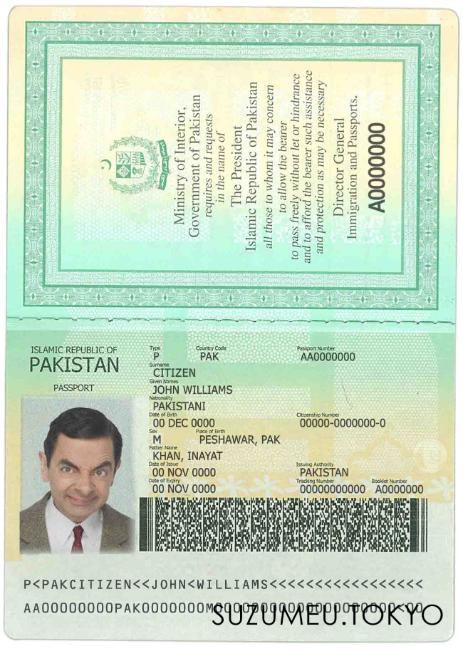 Ministry of Interior,
Government of Pakistan
requires and requests
in the name of
The President
Islamic Republic of Pakistan
all those to whom it may concern
to allow the bearer
to pass freely without let or hindrance
and to afford the bearer such assistance
and protection as may be necessary
Director General
Immigration and Passports.
A0000000
ISLAMIC REPUBLIC OF
PAKISTAN
PASSPORT
Type Country Code Passport Number
P PAK AA0000000
Surname
CITIZEN
Given Names
JOHN WILLIAMS
Nationality
PAKISTANI
Date of Birth Citizenship Number
00 DEC 0000 00000-0000000-0
Sex Place of Birth
M PESHAWAR, PAK
Father Name
KHAN, INAYAT
Date of Issue Issuing Authority
00 NOV 0000 PAKISTAN
Date of Expiry Tracking Number Booklet Number
00 NOV 0000 00000000000 A0000000
P<PAKCITIZEN<<JOHN<WILLIAMS<<<<<<<<<<<<<<<<<
SUZUMEU.TOKYO